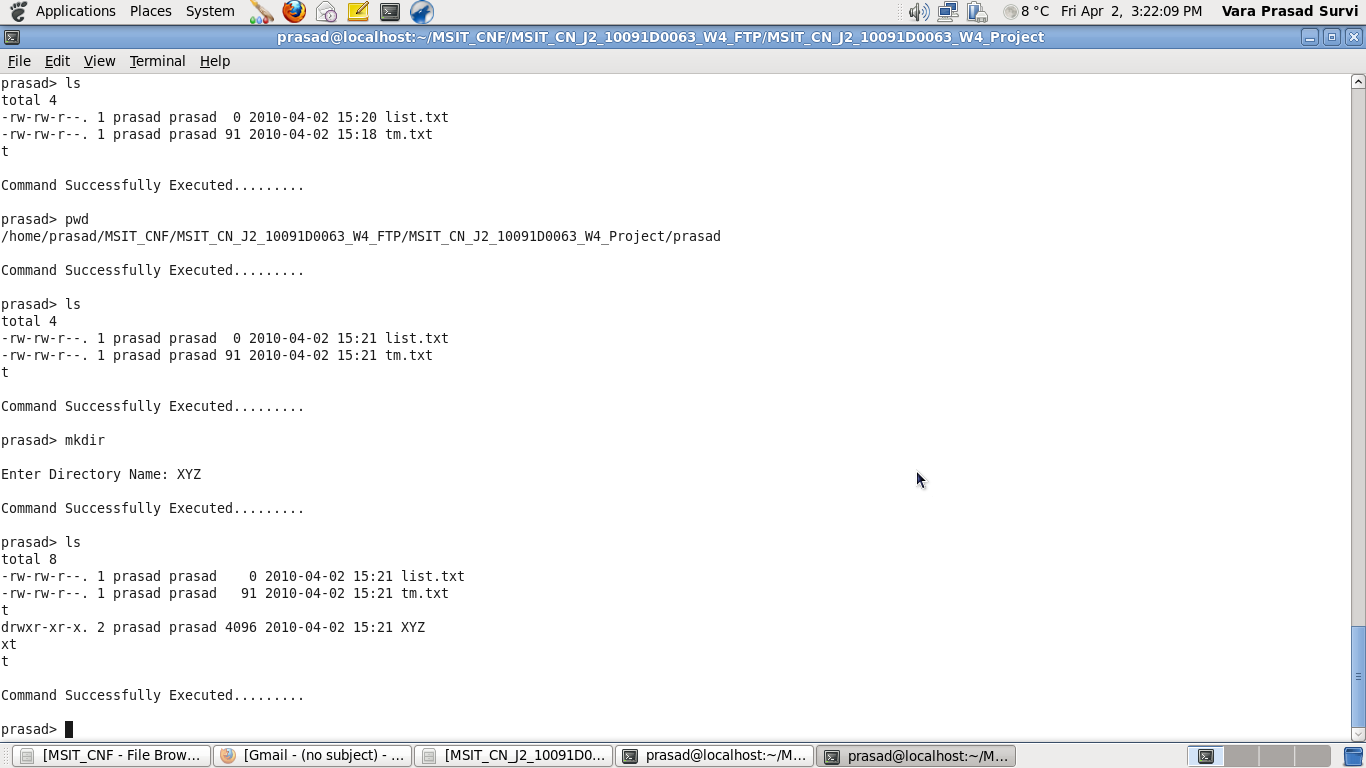 Applications Places System 8 °C Fri Apr 2, 3:22:09 PM Vara Prasad Survi
prasad@localhost:~/MSIT_CNF/MSIT_CN_J2_10091D0063_W4_FTP/MSIT_CN_J2_10091D0063_W4_Project
File Edit View Terminal Help
prasad> ls
total 4
-rw-rw-r--. 1 prasad prasad  0 2010-04-02 15:20 list.txt
-rw-rw-r--. 1 prasad prasad 91 2010-04-02 15:18 tm.txt
t
Command Successfully Executed.........
prasad> pwd
/home/prasad/MSIT_CNF/MSIT_CN_J2_10091D0063_W4_FTP/MSIT_CN_J2_10091D0063_W4_Project/prasad
Command Successfully Executed.........
prasad> ls
total 4
-rw-rw-r--. 1 prasad prasad  0 2010-04-02 15:21 list.txt
-rw-rw-r--. 1 prasad prasad 91 2010-04-02 15:21 tm.txt
t
Command Successfully Executed.........
prasad> mkdir
Enter Directory Name: XYZ
Command Successfully Executed.........
prasad> ls
total 8
-rw-rw-r--. 1 prasad prasad    0 2010-04-02 15:21 list.txt
-rw-rw-r--. 1 prasad prasad   91 2010-04-02 15:21 tm.txt
t
drwxr-xr-x. 2 prasad prasad 4096 2010-04-02 15:21 XYZ
xt
t
Command Successfully Executed.........
prasad>
[MSIT_CNF - File Brow... [Gmail - (no subject) - ... [MSIT_CN_J2_10091D0... prasad@localhost:~/M... prasad@localhost:~/M...